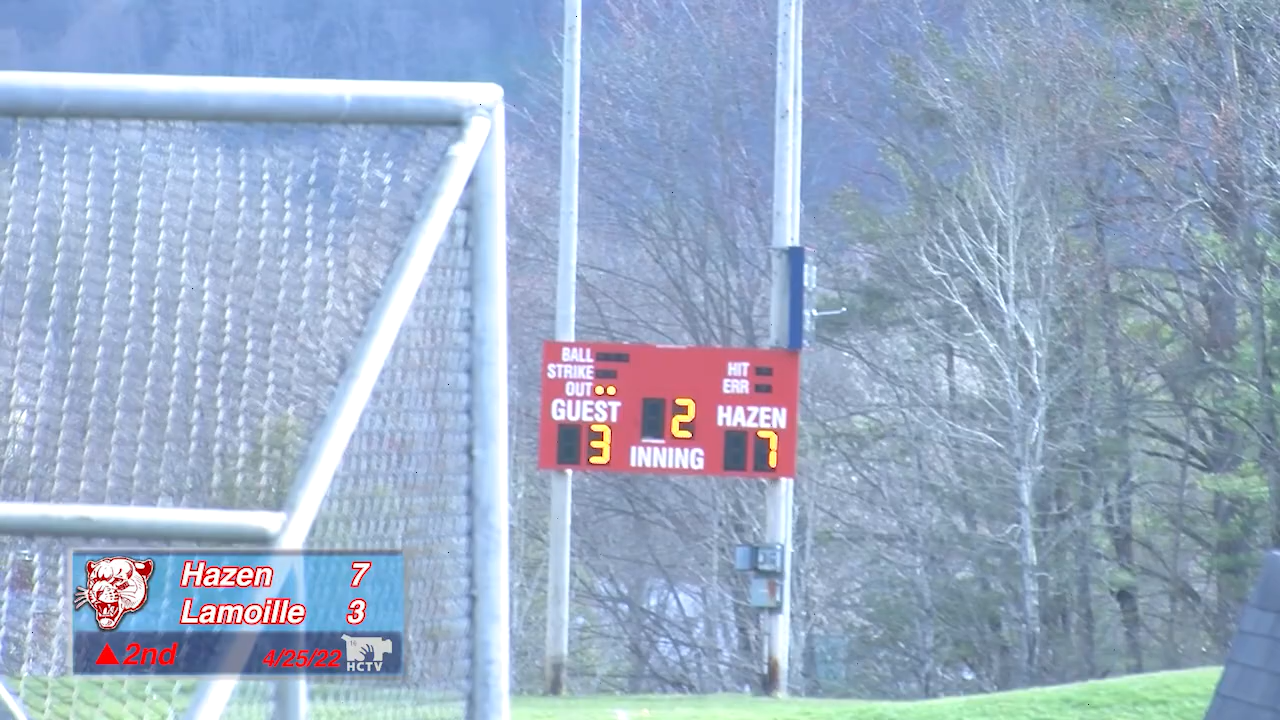 BALL
STRIKE
OUT
HIT
ERR
GUEST
2
HAZEN
3
INNING
7
Hazen 7
Lamoille 3
▲2nd 4/25/22
HCTV